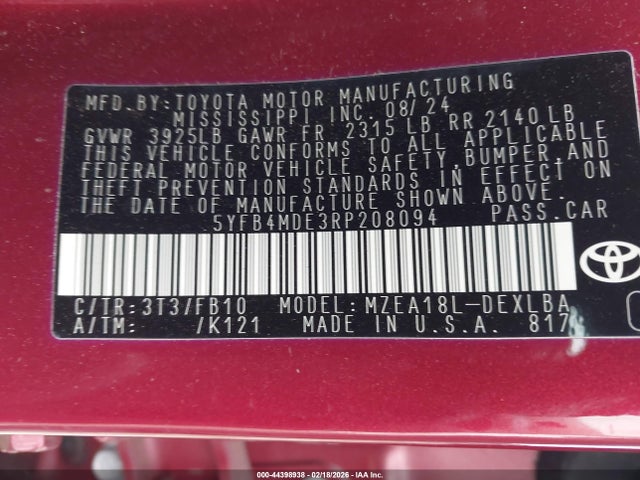 MFD.BY:TOYOTA MOTOR MANUFACTURING
MISSISSIPPI, INC. 08/24
GVWR 3925LB GAWR FR 2315 LB RR 2140 LB
THIS VEHICLE CONFORMS TO ALL APPLICABLE
FEDERAL MOTOR VEHICLE SAFETY, BUMPER, AND
THEFT PREVENTION STANDARDS IN EFFECT ON
THE DATE OF MANUFACTURE SHOWN ABOVE.
5YFB4MDE3RP208094 PASS.CAR
C/TR:3T3/FB10 MODEL:MZEA18L-DEXLBA
A/TM: /K121 MADE IN U.S.A. 817
000-44398938 - 02/18/2026 - IAAI.CA